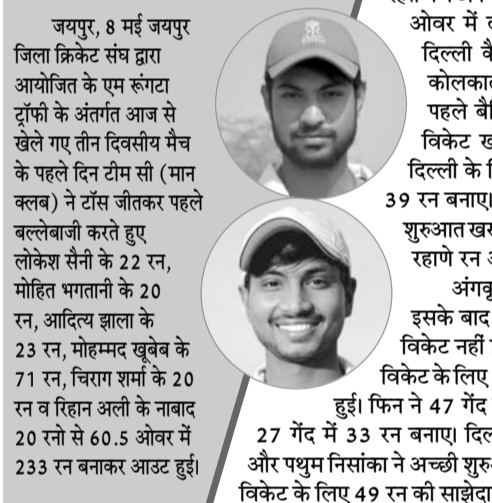 जयपुर, 8 मई जयपुर
जिला क्रिकेट संघ द्वारा
आयोजित के एम रूंगटा
ट्रॉफी के अंतर्गत आज से
खेले गए तीन दिवसीय मैच
के पहले दिन टीम सी (मान
क्लब) ने टॉस जीतकर पहले
बल्लेबाजी करते हुए
लोकेश सैनी के 22 रन,
मोहित भगतानी के 20
रन, आदित्य झाला के
23 रन, मोहम्मद खूबेब के
71 रन, चिराग शर्मा के 20
रन व रिहान अली के नाबाद
20 रनो से 60.5 ओवर में
233 रन बनाकर आउट हुई।
ओवर में
दिल्ली
पहले
विकेट
दिल्ली के
39 रन बनाए।
शुरुआत
रहाणे रन
इसके बाद
विकेट नहीं
विकेट के लिए
हुई। फिन ने 47 गेंद
27 गेंद में 33 रन बनाए।
और पथुम निसांका ने अच्छी
विकेट के लिए 49 रन की